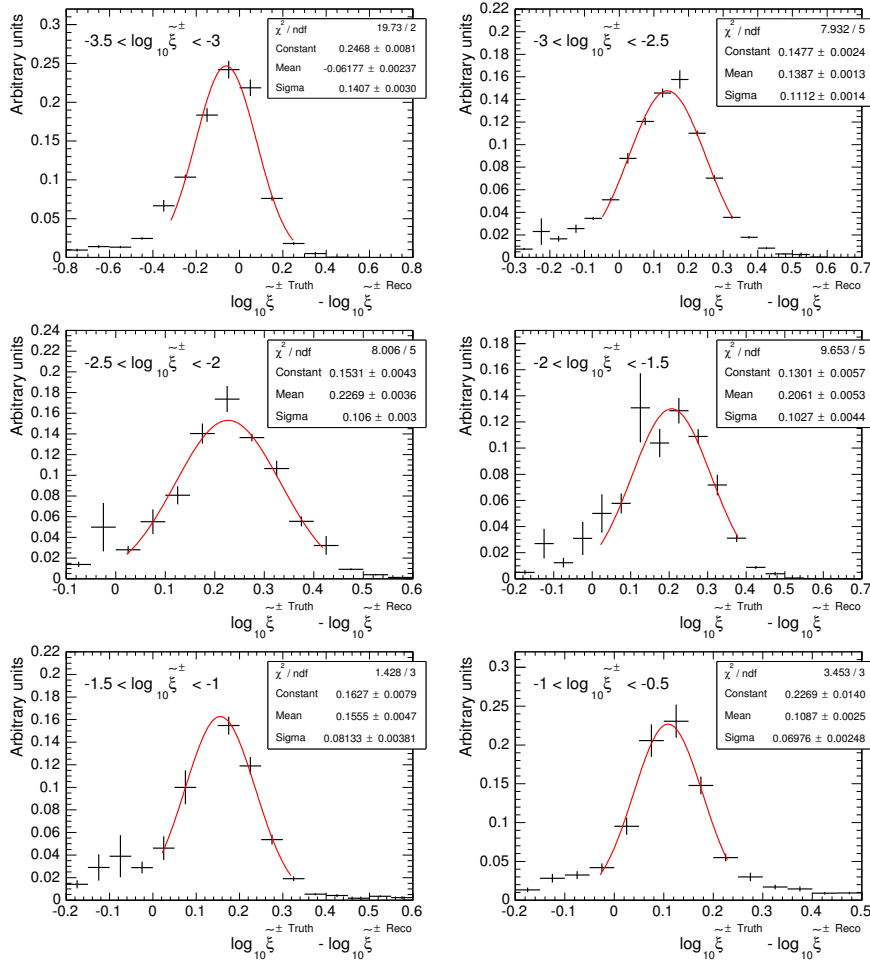 -3.5 < log₁₀ ξ̃± < -3
χ² / ndf 19.73 / 2
Constant 0.2468 ± 0.0081
Mean -0.06177 ± 0.00237
Sigma 0.1407 ± 0.0030
Arbitrary units
0.3
0.25
0.2
0.15
0.1
0.05
0
-0.8 -0.6 -0.4 -0.2 0 0.2 0.4 0.6 0.8
log₁₀ ξ̃± Truth - log₁₀ ξ̃± Reco
-3 < log₁₀ ξ̃± < -2.5
χ² / ndf 7.932 / 5
Constant 0.1477 ± 0.0024
Mean 0.1387 ± 0.0013
Sigma 0.1112 ± 0.0014
Arbitrary units
0.22
0.2
0.18
0.16
0.14
0.12
0.1
0.08
0.06
0.04
0.02
0
-0.3 -0.2 -0.1 0 0.1 0.2 0.3 0.4 0.5 0.6 0.7
log₁₀ ξ̃± Truth - log₁₀ ξ̃± Reco
-2.5 < log₁₀ ξ̃± < -2
χ² / ndf 8.006 / 5
Constant 0.1531 ± 0.0043
Mean 0.2269 ± 0.0036
Sigma 0.106 ± 0.003
Arbitrary units
0.24
0.22
0.2
0.18
0.16
0.14
0.12
0.1
0.08
0.06
0.04
0.02
0
-0.1 0 0.1 0.2 0.3 0.4 0.5 0.6
log₁₀ ξ̃± Truth - log₁₀ ξ̃± Reco
-2 < log₁₀ ξ̃± < -1.5
χ² / ndf 9.653 / 5
Constant 0.1301 ± 0.0057
Mean 0.2061 ± 0.0053
Sigma 0.1027 ± 0.0044
Arbitrary units
0.18
0.16
0.14
0.12
0.1
0.08
0.06
0.04
0.02
0
-0.2 -0.1 0 0.1 0.2 0.3 0.4 0.5 0.6 0.7
log₁₀ ξ̃± Truth - log₁₀ ξ̃± Reco
-1.5 < log₁₀ ξ̃± < -1
χ² / ndf 1.428 / 3
Constant 0.1627 ± 0.0079
Mean 0.1555 ± 0.0047
Sigma 0.08133 ± 0.00381
Arbitrary units
0.22
0.2
0.18
0.16
0.14
0.12
0.1
0.08
0.06
0.04
0.02
0
-0.2 -0.1 0 0.1 0.2 0.3 0.4 0.5 0.6
log₁₀ ξ̃± Truth - log₁₀ ξ̃± Reco
-1 < log₁₀ ξ̃± < -0.5
χ² / ndf 3.453 / 3
Constant 0.2269 ± 0.0140
Mean 0.1087 ± 0.0025
Sigma 0.06976 ± 0.00248
Arbitrary units
0.3
0.25
0.2
0.15
0.1
0.05
0
-0.2 -0.1 0 0.1 0.2 0.3 0.4 0.5
log₁₀ ξ̃± Truth - log₁₀ ξ̃± Reco